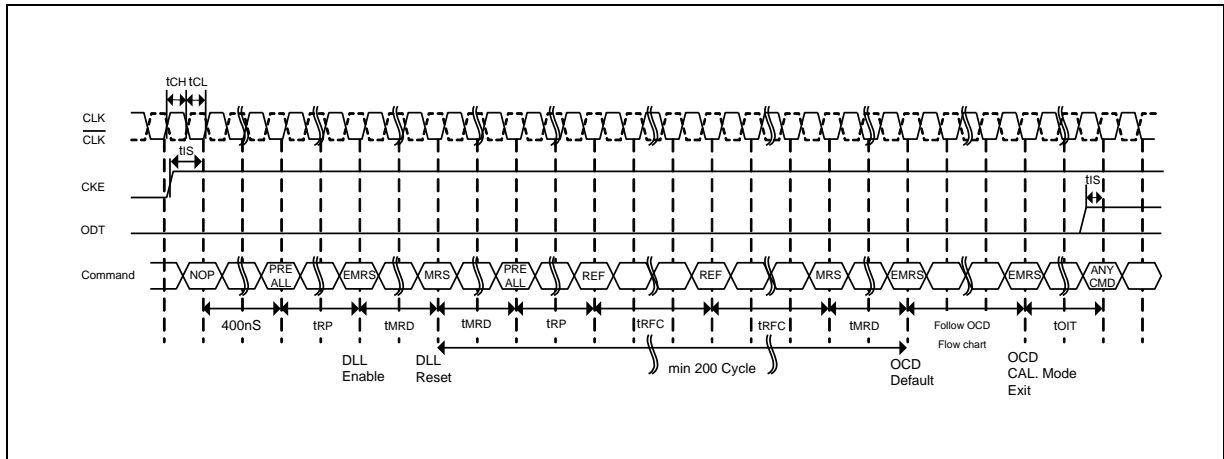 tCH tCL
CLK
CLK
tIS
CKE
tIS
ODT
Command NOP PRE ALL EMRS MRS PRE ALL REF REF MRS EMRS EMRS ANY CMD
400nS tRP tMRD tMRD tRP tRFC tRFC tMRD Follow OCD Flow chart tOIT
min 200 Cycle
DLL Enable
DLL Reset
OCD Default
OCD CAL. Mode Exit